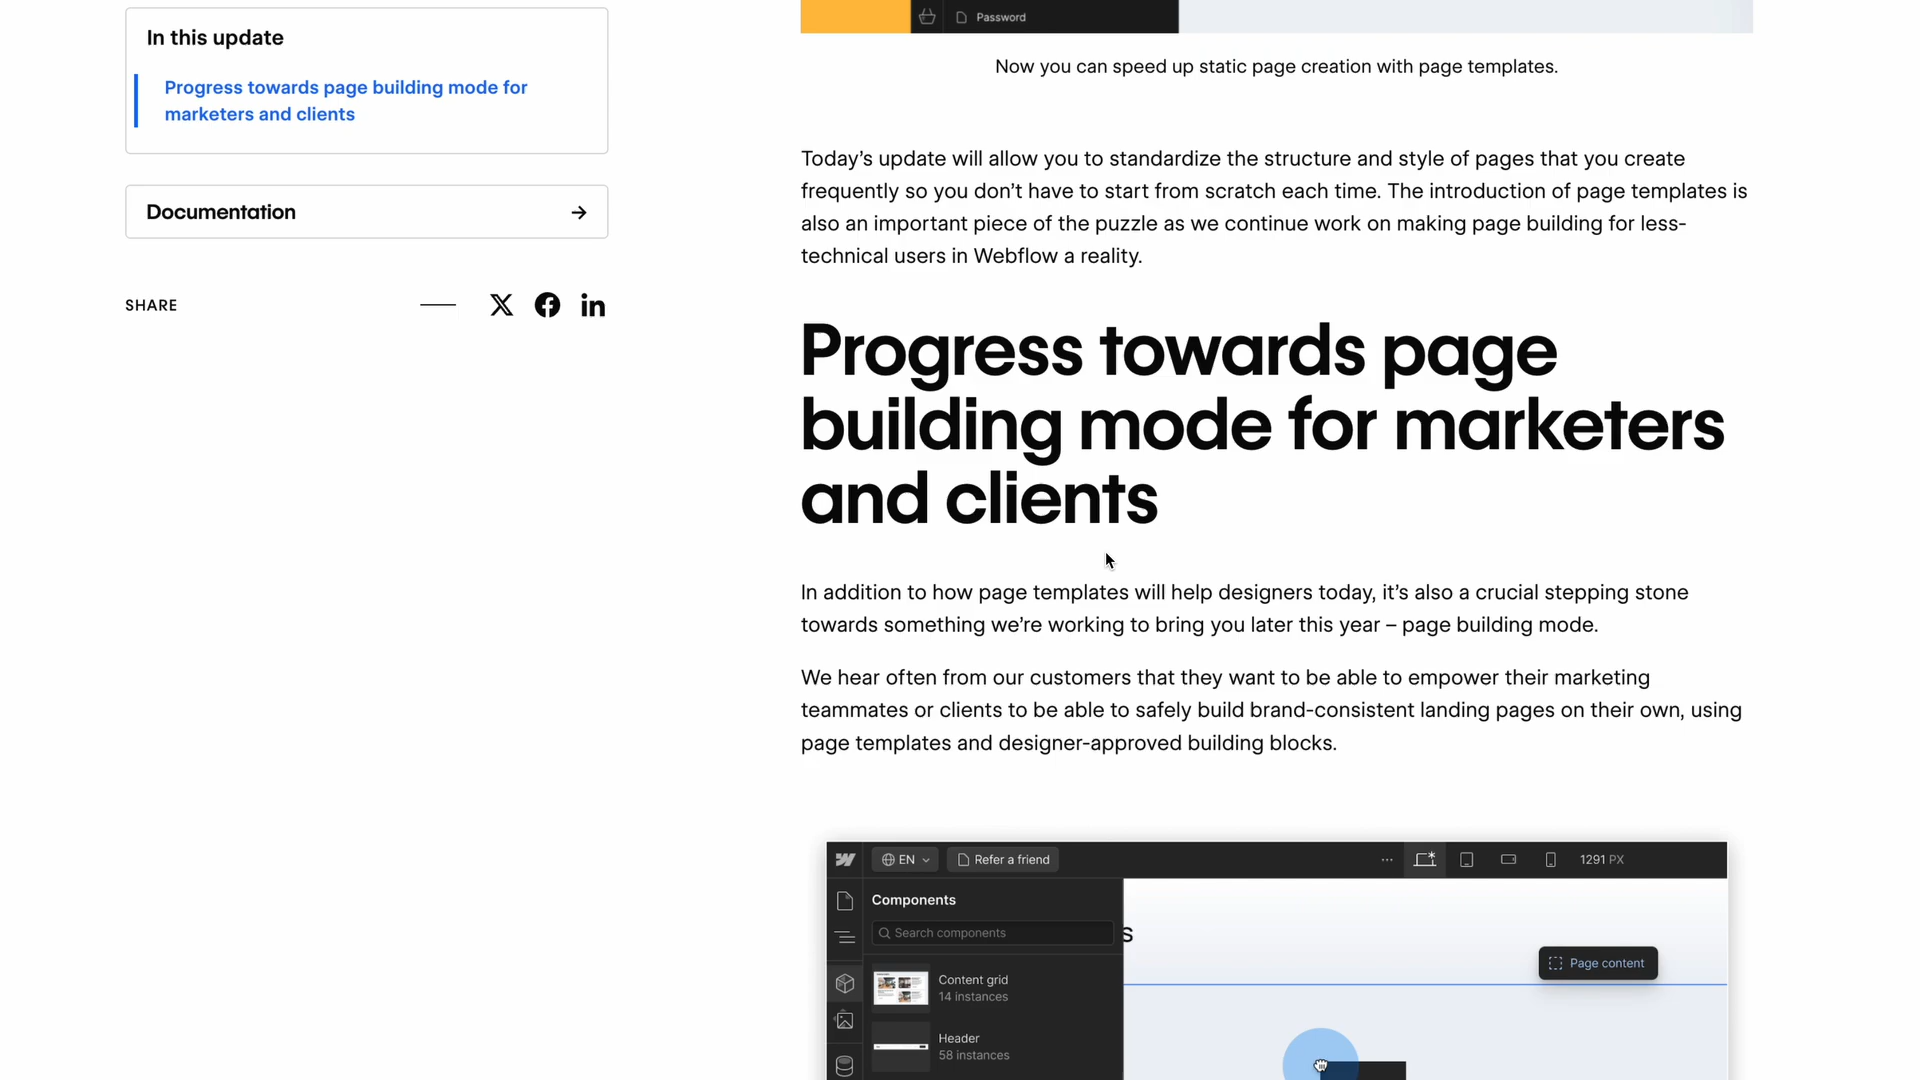 In this update
Progress towards page building mode for
marketers and clients
Documentation
SHARE
Password
Now you can speed up static page creation with page templates.
Today’s update will allow you to standardize the structure and style of pages that you create
frequently so you don’t have to start from scratch each time. The introduction of page templates is
also an important piece of the puzzle as we continue work on making page building for less-
technical users in Webflow a reality.
Progress towards page
building mode for marketers
and clients
In addition to how page templates will help designers today, it’s also a crucial stepping stone
towards something we’re working to bring you later this year – page building mode.
We hear often from our customers that they want to be able to empower their marketing
teammates or clients to be able to safely build brand-consistent landing pages on their own, using
page templates and designer-approved building blocks.
EN
Refer a friend
1291 PX
Components
Search components
s
Page content
Content grid
14 instances
Header
58 instances